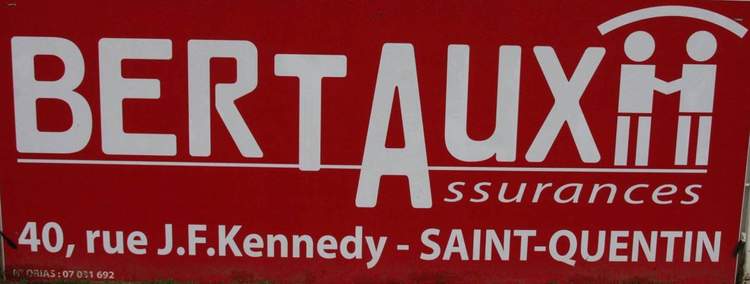 BERTAUX
Assurances
40, rue J.F.Kennedy - SAINT-QUENTIN
N° ORIAS : 07 031 692